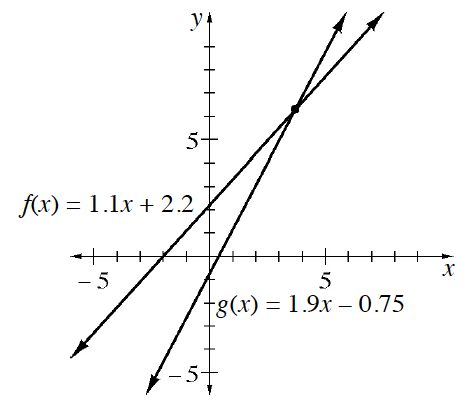 y
5
f(x) = 1.1x + 2.2
x
–5
5
g(x) = 1.9x – 0.75
–5